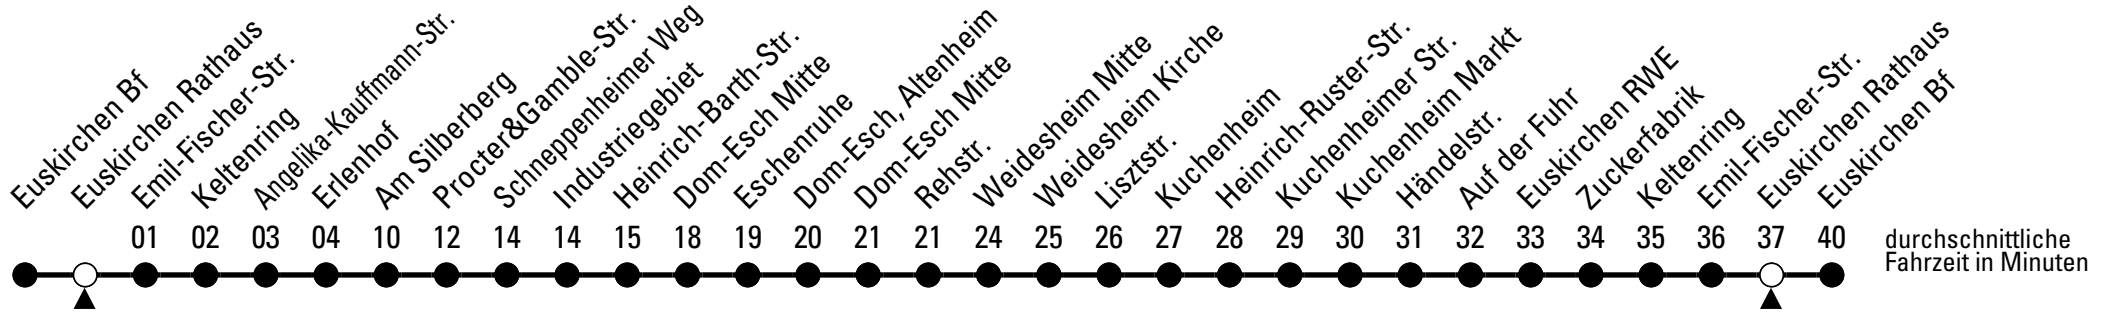 Euskirchen Bf
Euskirchen Rathaus
Emil-Fischer-Str.
Keltenring
Angelika-Kauffmann-Str.
Erlenhof
Am Silberberg
Procter&Gamble-Str.
Schneppenheimer Weg
Industriegebiet
Heinrich-Barth-Str.
Dom-Esch Mitte
Eschenruhe
Dom-Esch, Altenheim
Dom-Esch Mitte
Rehstr.
Weidesheim Mitte
Weidesheim Kirche
Lisztstr.
Kuchenheim
Heinrich-Ruster-Str.
Kuchenheimer Str.
Kuchenheim Markt
Händelstr.
Auf der Fuhr
Euskirchen RWE
Zuckerfabrik
Keltenring
Emil-Fischer-Str.
Euskirchen Rathaus
Euskirchen Bf
01 02 03 04 10 12 14 14 15 18 19 20 21 21 24 25 26 27 28 29 30 31 32 33 34 35 36 37 40
durchschnittliche
Fahrzeit in Minuten